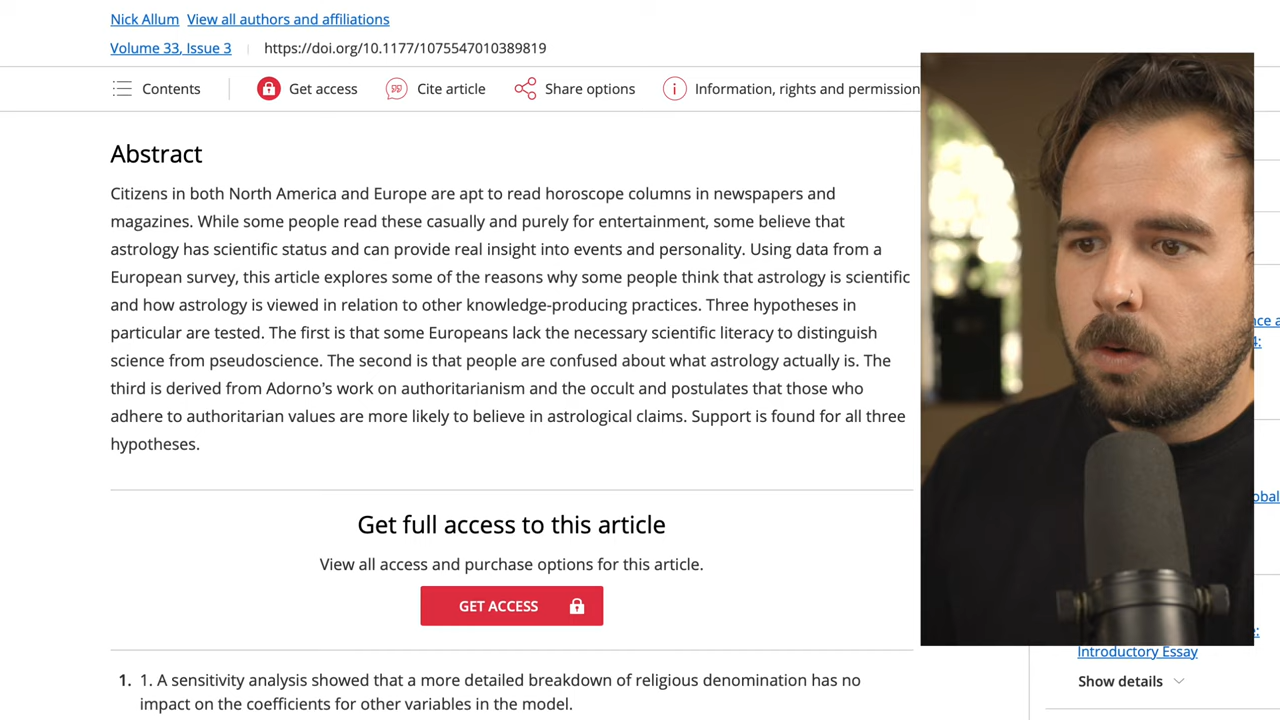 Nick Allum View all authors and affiliations
Volume 33, Issue 3 https://doi.org/10.1177/1075547010389819
Contents Get access Cite article Share options Information, rights and permission
Abstract
Citizens in both North America and Europe are apt to read horoscope columns in newspapers and
magazines. While some people read these casually and purely for entertainment, some believe that
astrology has scientific status and can provide real insight into events and personality. Using data from a
European survey, this article explores some of the reasons why some people think that astrology is scientific
and how astrology is viewed in relation to other knowledge-producing practices. Three hypotheses in
particular are tested. The first is that some Europeans lack the necessary scientific literacy to distinguish
science from pseudoscience. The second is that people are confused about what astrology actually is. The
third is derived from Adorno’s work on authoritarianism and the occult and postulates that those who
adhere to authoritarian values are more likely to believe in astrological claims. Support is found for all three
hypotheses.
Get full access to this article
View all access and purchase options for this article.
GET ACCESS
1. 1. A sensitivity analysis showed that a more detailed breakdown of religious denomination has no
impact on the coefficients for other variables in the model.
Introductory Essay
Show details